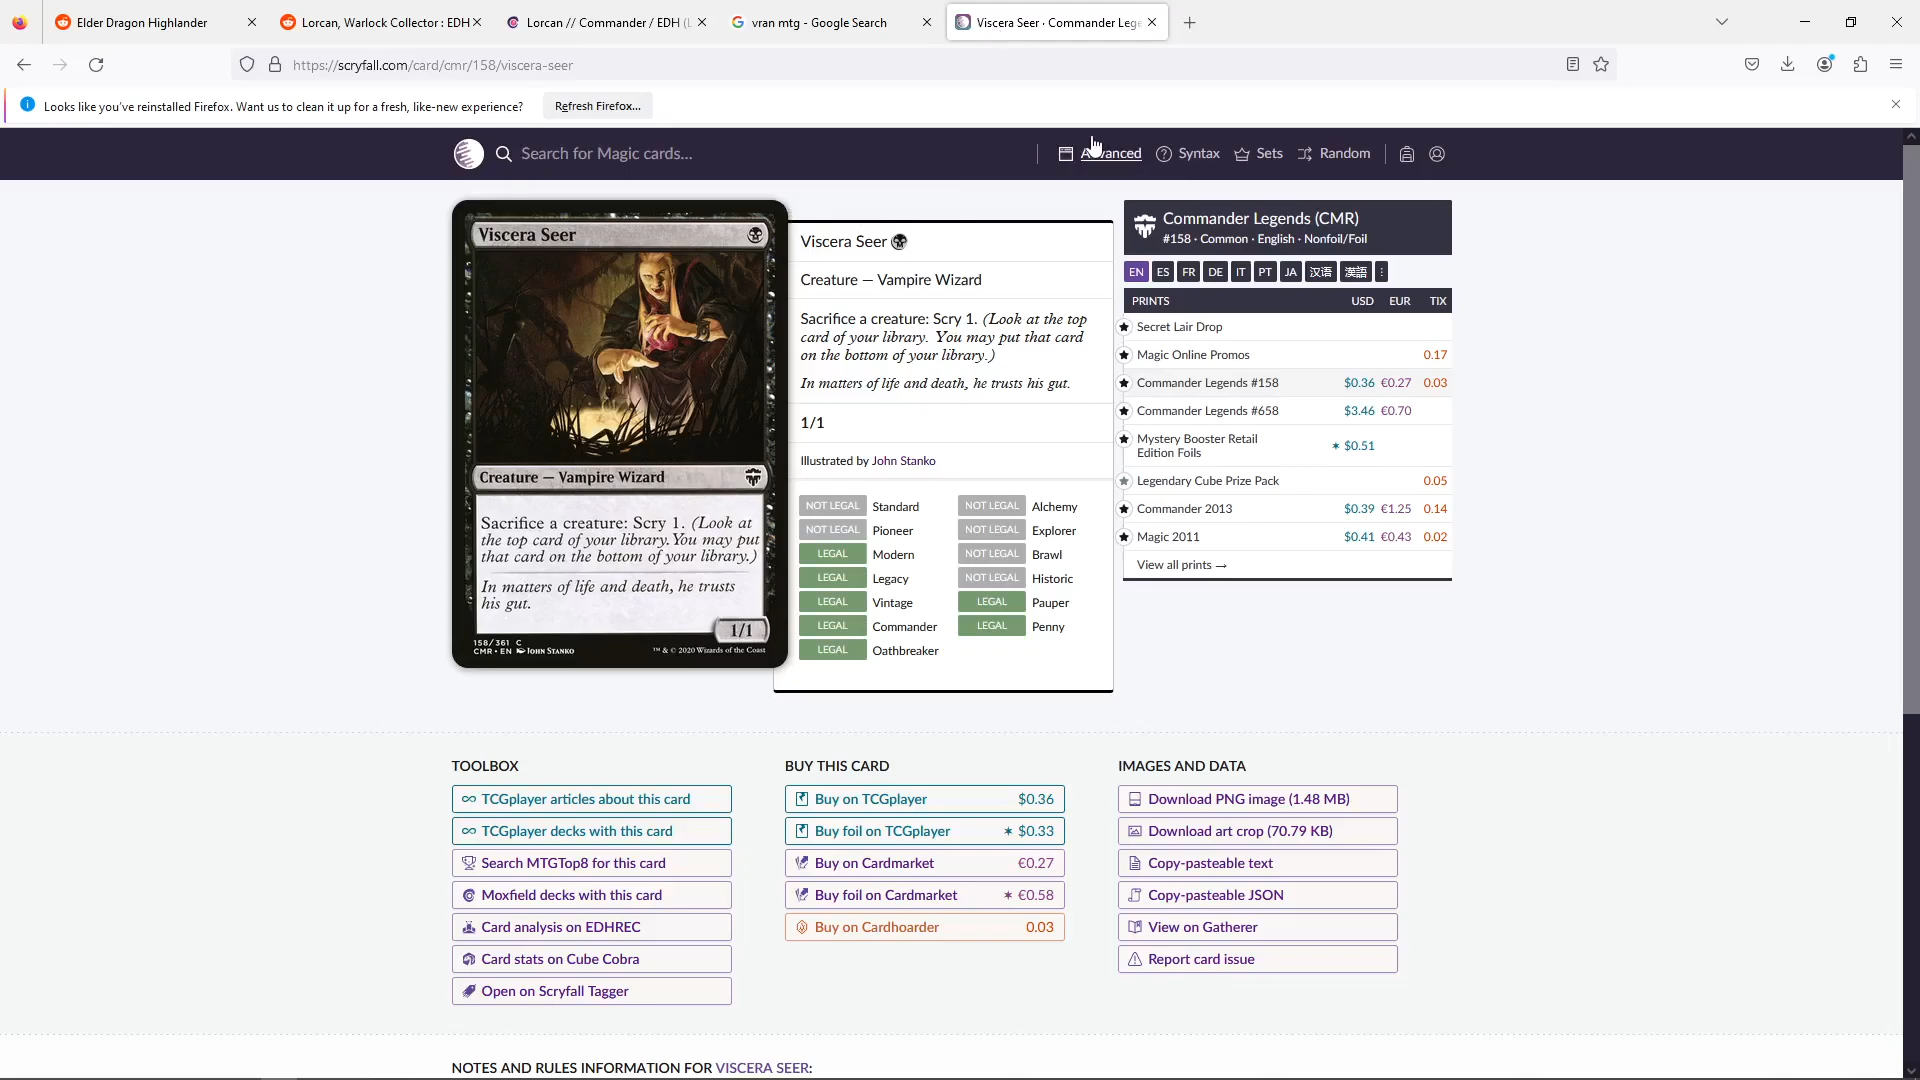 Elder Dragon Highlander
Lorcan, Warlock Collector : EDH
Lorcan // Commander / EDH (L
vran mtg - Google Search
Viscera Seer · Commander Lege
https://scryfall.com/card/cmr/158/viscera-seer
Looks like you've reinstalled Firefox. Want us to clean it up for a fresh, like-new experience?
Refresh Firefox...
Search for Magic cards...
Advanced
Syntax
Sets
Random
Viscera Seer
Creature — Vampire Wizard
Sacrifice a creature: Scry 1. (Look at
the top card of your library. You may put
that card on the bottom of your library.)
In matters of life and death, he trusts
his gut.
1/1
158/361 C
CMR • EN John Stanko
™ & © 2020 Wizards of the Coast
Viscera Seer
Creature — Vampire Wizard
Sacrifice a creature: Scry 1. (Look at the top
card of your library. You may put that card
on the bottom of your library.)
In matters of life and death, he trusts his gut.
1/1
Illustrated by John Stanko
NOT LEGAL Standard NOT LEGAL Alchemy
NOT LEGAL Pioneer NOT LEGAL Explorer
LEGAL Modern NOT LEGAL Brawl
LEGAL Legacy NOT LEGAL Historic
LEGAL Vintage LEGAL Pauper
LEGAL Commander LEGAL Penny
LEGAL Oathbreaker
Commander Legends (CMR)
#158 · Common · English · Nonfoil/Foil
EN ES FR DE IT PT JA 汉语 漢語
PRINTS USD EUR TIX
Secret Lair Drop
Magic Online Promos 0.17
Commander Legends #158 $0.36 €0.27 0.03
Commander Legends #658 $3.46 €0.70
Mystery Booster Retail
Edition Foils ✶ $0.51
Legendary Cube Prize Pack 0.05
Commander 2013 $0.39 €1.25 0.14
Magic 2011 $0.41 €0.43 0.02
View all prints →
TOOLBOX
TCGplayer articles about this card
TCGplayer decks with this card
Search MTGTop8 for this card
Moxfield decks with this card
Card analysis on EDHREC
Card stats on Cube Cobra
Open on Scryfall Tagger
BUY THIS CARD
Buy on TCGplayer $0.36
Buy foil on TCGplayer ✶ $0.33
Buy on Cardmarket €0.27
Buy foil on Cardmarket ✶ €0.58
Buy on Cardhoarder 0.03
IMAGES AND DATA
Download PNG image (1.48 MB)
Download art crop (70.79 KB)
Copy-pasteable text
Copy-pasteable JSON
View on Gatherer
Report card issue
NOTES AND RULES INFORMATION FOR VISCERA SEER: